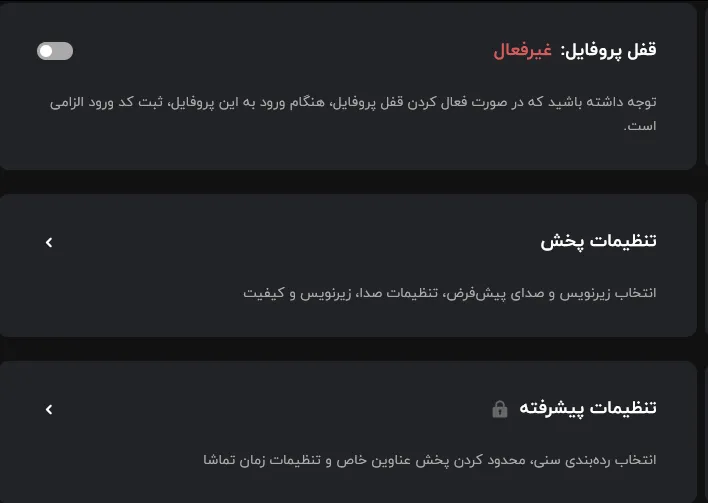 قفل پروفایل: غیرفعال
توجه داشته باشید که در صورت فعال کردن قفل پروفایل، هنگام ورود به این پروفایل، ثبت کد ورود الزامی
است.
تنظیمات پخش
انتخاب زیرنویس و صدای پیش‌فرض، تنظیمات صدا، زیرنویس و کیفیت
تنظیمات پیشرفته
انتخاب رده‌بندی سنی، محدود کردن پخش عناوین خاص و تنظیمات زمان تماشا